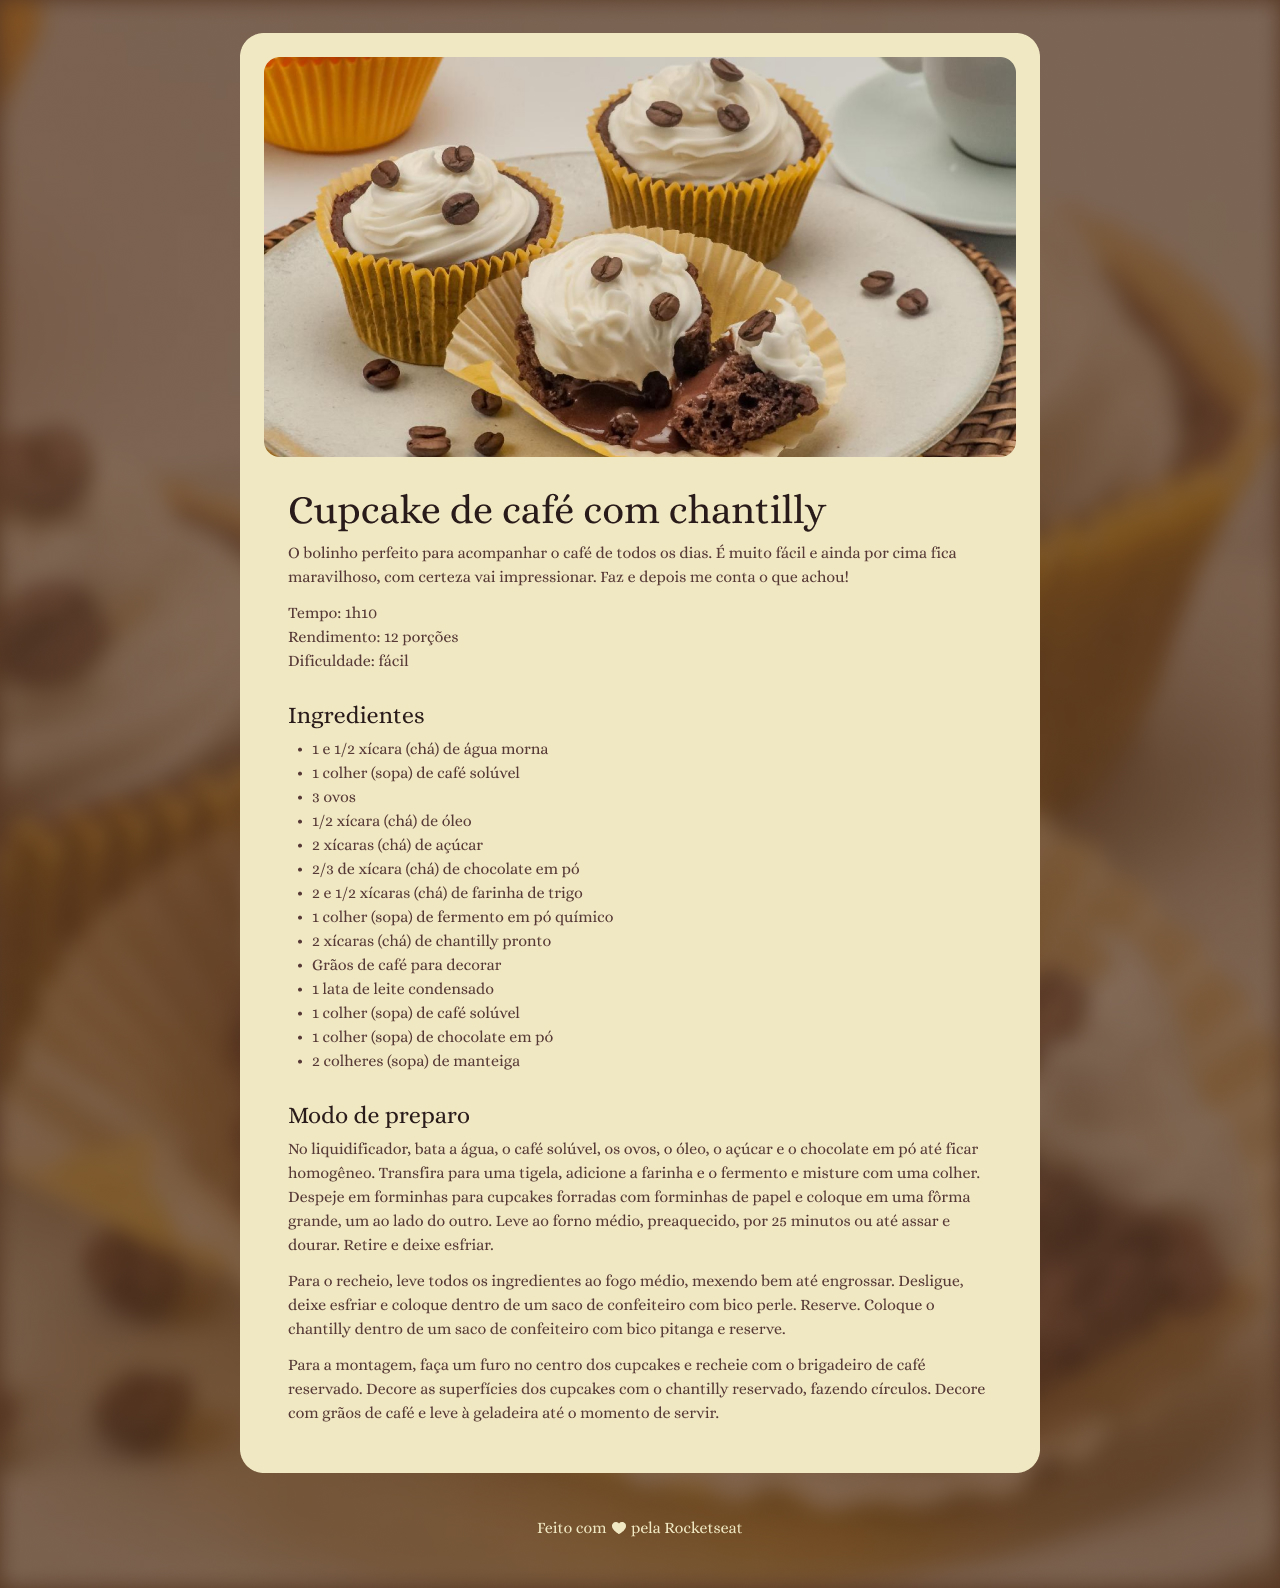 Cupcake de café com chantilly
O bolinho perfeito para acompanhar o café de todos os dias. É muito fácil e ainda por cima fica
maravilhoso, com certeza vai impressionar. Faz e depois me conta o que achou!
Tempo: 1h10
Rendimento: 12 porções
Dificuldade: fácil
Ingredientes
• 1 e 1/2 xícara (chá) de água morna
• 1 colher (sopa) de café solúvel
• 3 ovos
• 1/2 xícara (chá) de óleo
• 2 xícaras (chá) de açúcar
• 2/3 de xícara (chá) de chocolate em pó
• 2 e 1/2 xícaras (chá) de farinha de trigo
• 1 colher (sopa) de fermento em pó químico
• 2 xícaras (chá) de chantilly pronto
• Grãos de café para decorar
• 1 lata de leite condensado
• 1 colher (sopa) de café solúvel
• 1 colher (sopa) de chocolate em pó
• 2 colheres (sopa) de manteiga
Modo de preparo
No liquidificador, bata a água, o café solúvel, os ovos, o óleo, o açúcar e o chocolate em pó até ficar
homogêneo. Transfira para uma tigela, adicione a farinha e o fermento e misture com uma colher.
Despeje em forminhas para cupcakes forradas com forminhas de papel e coloque em uma fôrma
grande, um ao lado do outro. Leve ao forno médio, preaquecido, por 25 minutos ou até assar e
dourar. Retire e deixe esfriar.
Para o recheio, leve todos os ingredientes ao fogo médio, mexendo bem até engrossar. Desligue,
deixe esfriar e coloque dentro de um saco de confeiteiro com bico perle. Reserve. Coloque o
chantilly dentro de um saco de confeiteiro com bico pitanga e reserve.
Para a montagem, faça um furo no centro dos cupcakes e recheie com o brigadeiro de café
reservado. Decore as superfícies dos cupcakes com o chantilly reservado, fazendo círculos. Decore
com grãos de café e leve à geladeira até o momento de servir.
Feito com ♥ pela Rocketseat